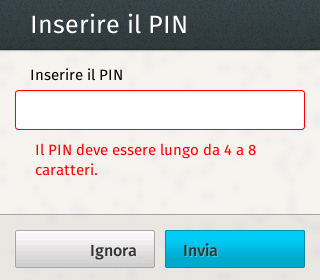 Inserire il PIN
Inserire il PIN
Il PIN deve essere lungo da 4 a 8
caratteri.
Ignora
Invia